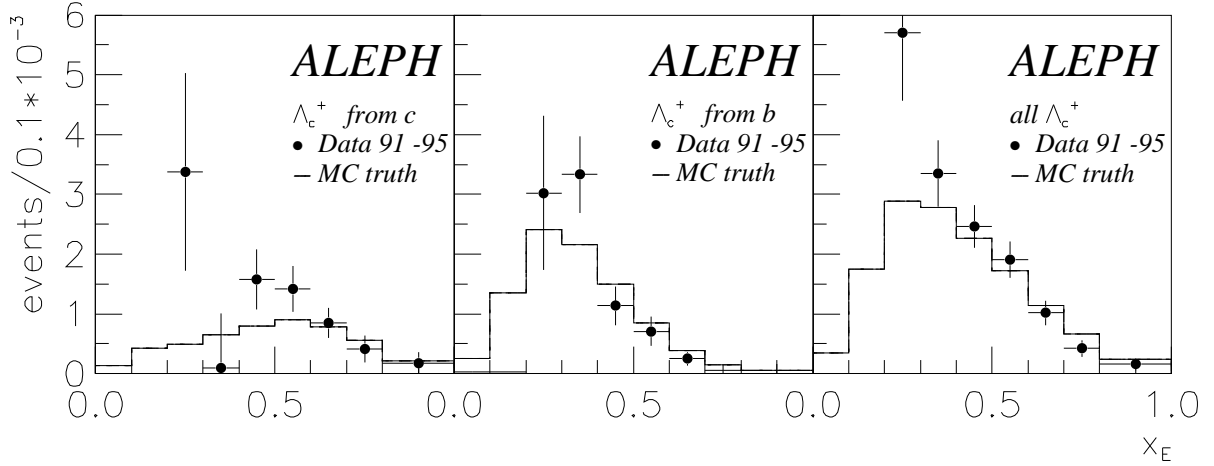 events/0.1*10⁻³
6
5
4
3
2
1
0
ALEPH
Λc⁺ from c
● Data 91 -95
— MC truth
ALEPH
Λc⁺ from b
● Data 91 -95
— MC truth
ALEPH
all Λc⁺
● Data 91 -95
— MC truth
0.0 0.5 0.0 0.5 0.0 0.5 1.0
x_E